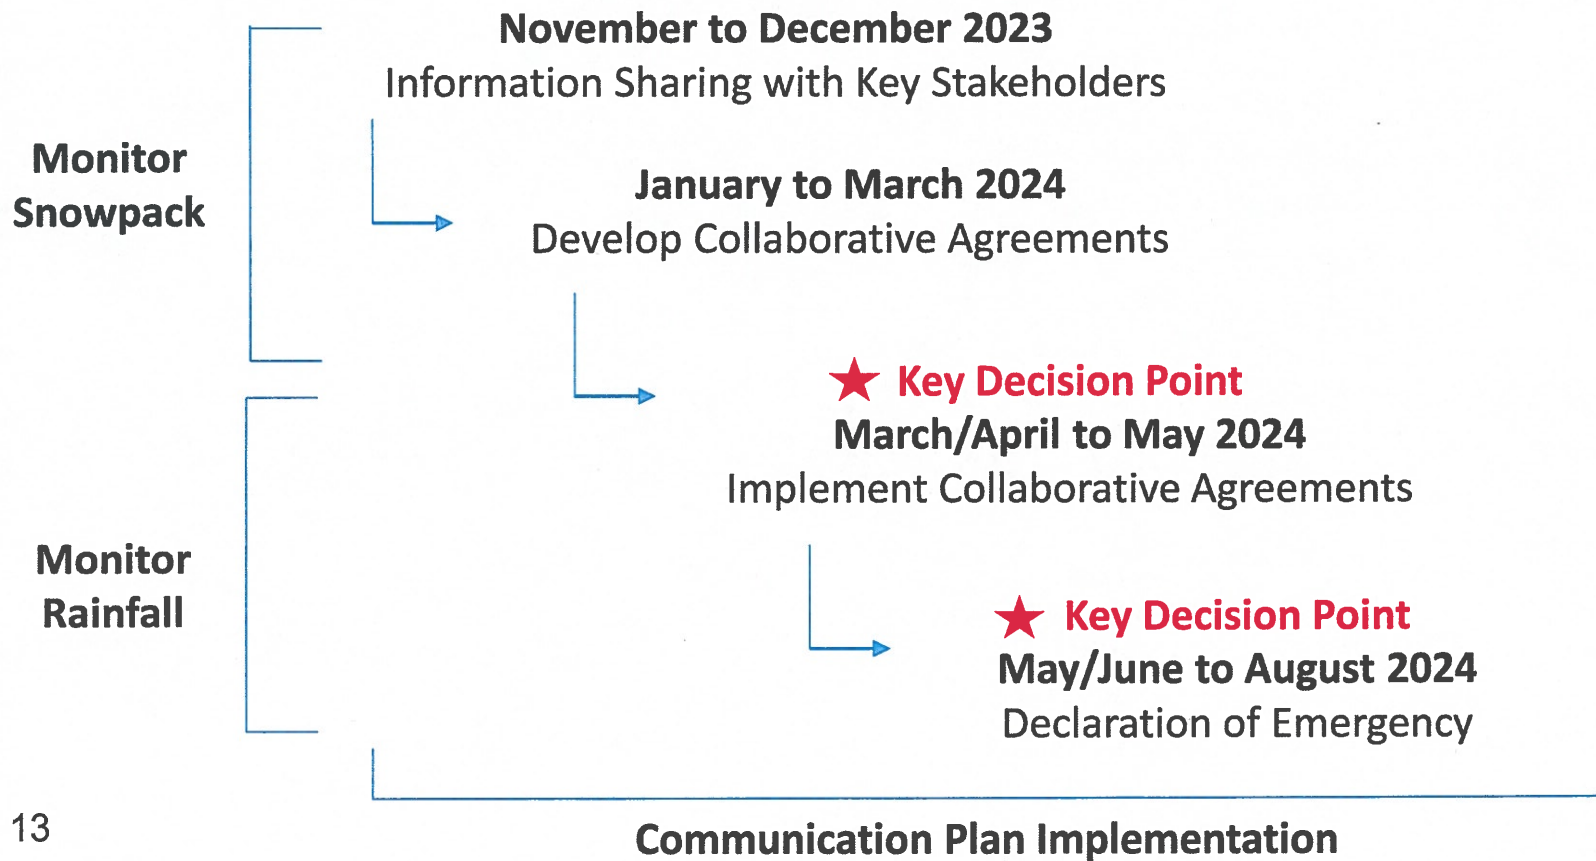 November to December 2023
Information Sharing with Key Stakeholders
Monitor
Snowpack
January to March 2024
Develop Collaborative Agreements
Key Decision Point
March/April to May 2024
Implement Collaborative Agreements
Monitor
Rainfall
Key Decision Point
May/June to August 2024
Declaration of Emergency
13
Communication Plan Implementation